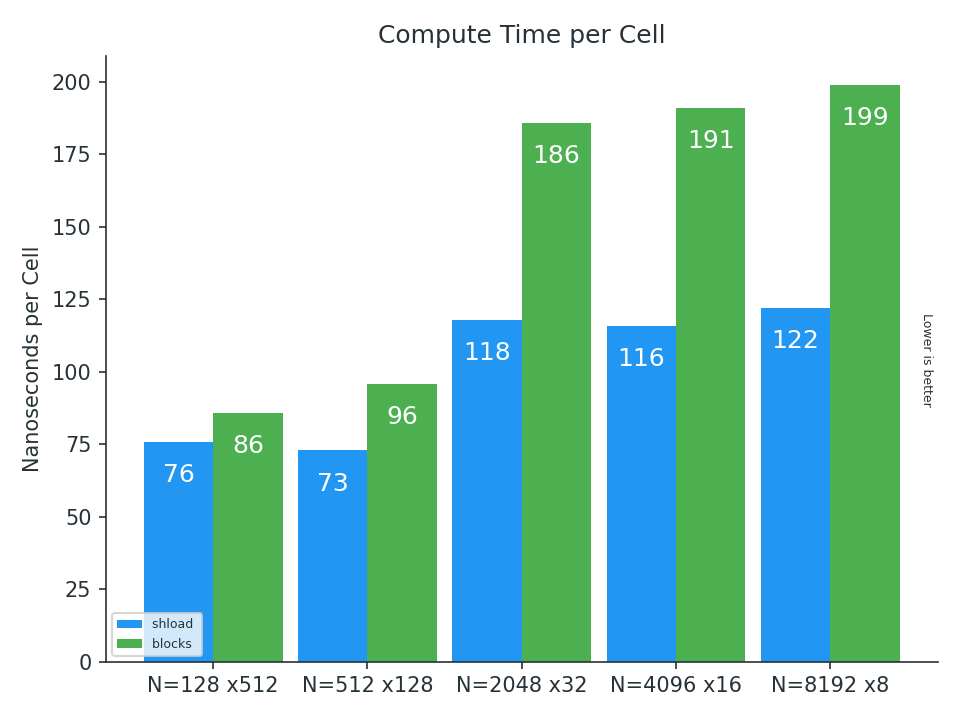 Compute Time per Cell
Nanoseconds per Cell
200
175
150
125
100
75
50
25
0
76
86
73
96
118
186
116
191
122
199
Lower is better
shload
blocks
N=128 x512
N=512 x128
N=2048 x32
N=4096 x16
N=8192 x8